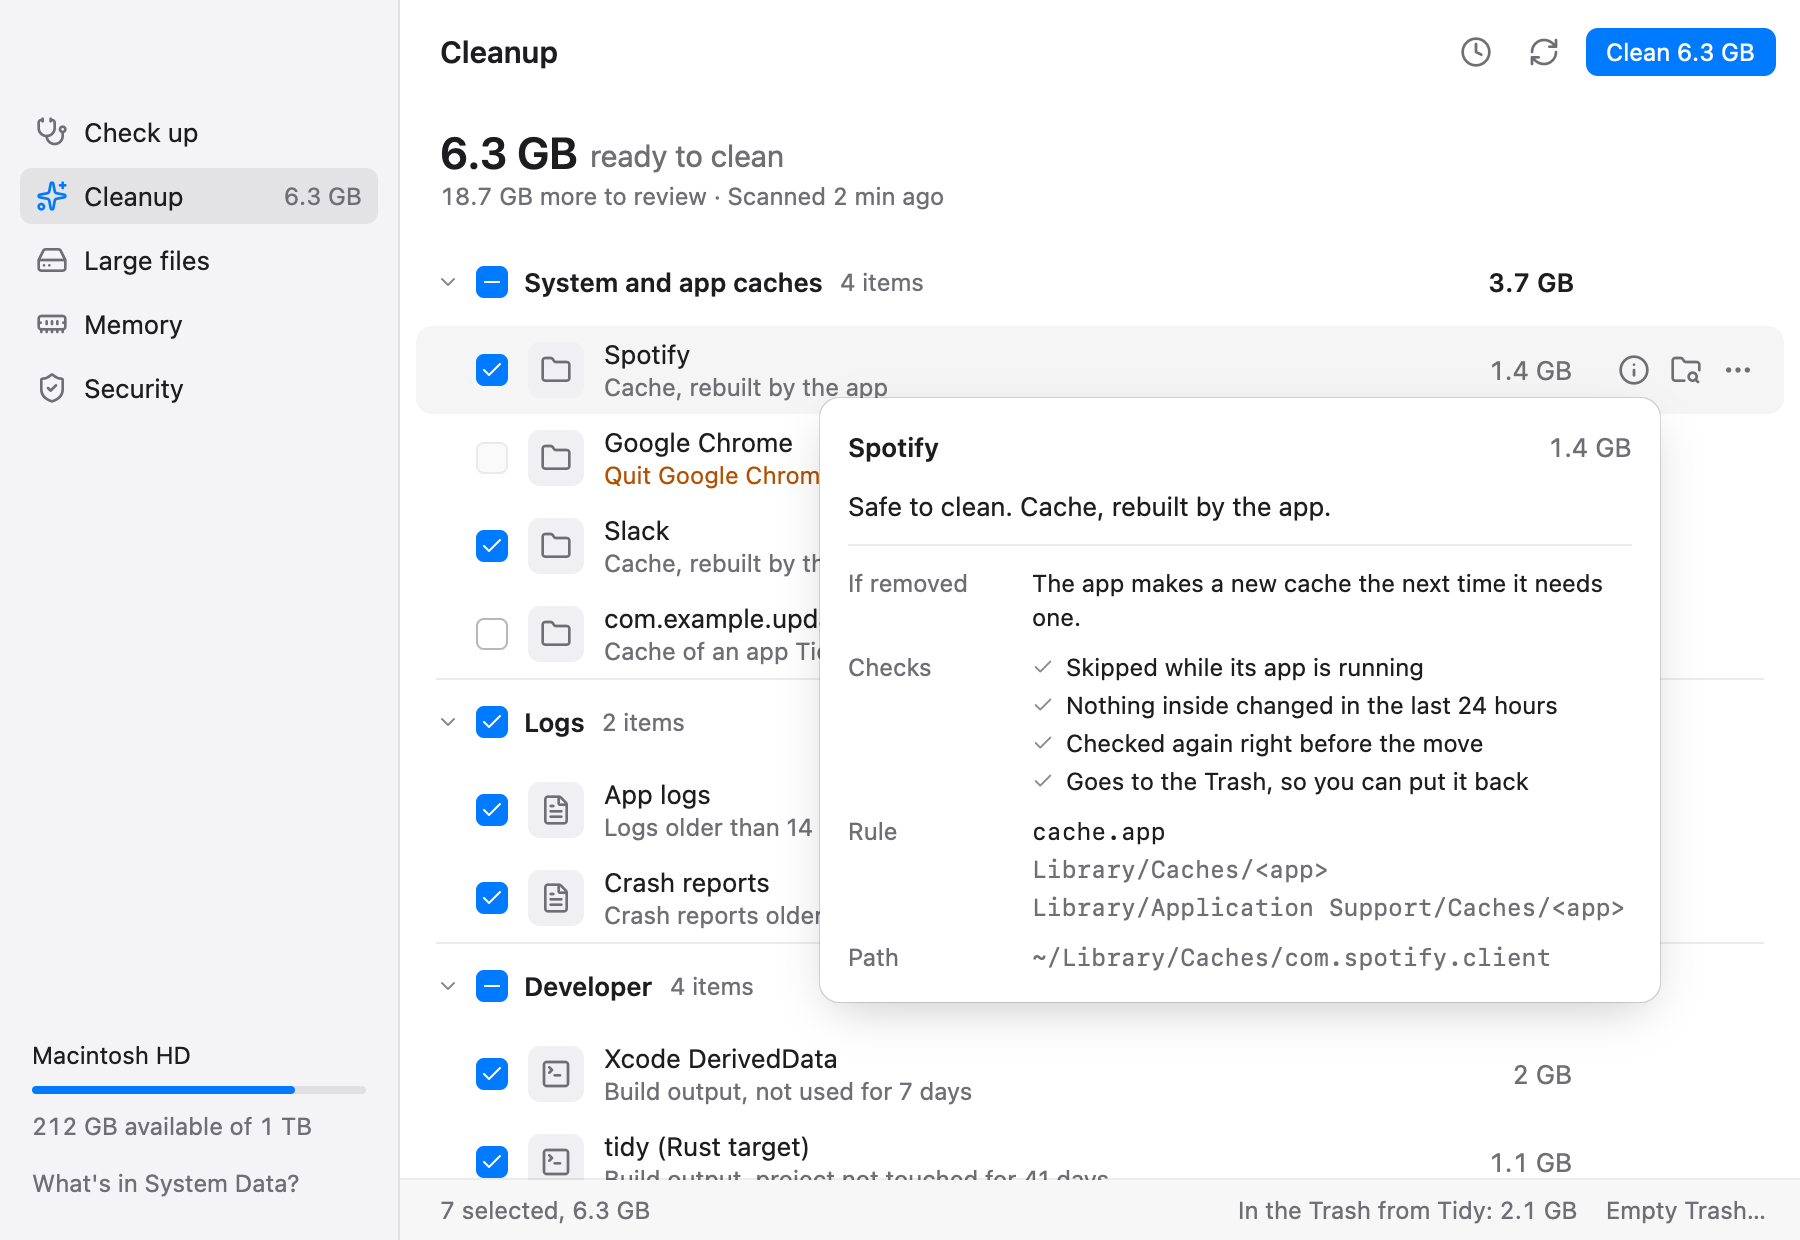 Cleanup
Clean 6.3 GB
Check up
Cleanup 6.3 GB
Large files
Memory
Security
Macintosh HD
212 GB available of 1 TB
What's in System Data?
6.3 GB ready to clean
18.7 GB more to review · Scanned 2 min ago
System and app caches 4 items 3.7 GB
Spotify
Cache, rebuilt by the app
1.4 GB
Google Chrome
Quit Google Chrom
Slack
Cache, rebuilt by th
com.example.upd
Cache of an app Ti
Spotify 1.4 GB
Safe to clean. Cache, rebuilt by the app.
If removed The app makes a new cache the next time it needs
one.
Checks Skipped while its app is running
Nothing inside changed in the last 24 hours
Checked again right before the move
Goes to the Trash, so you can put it back
Rule cache.app
Library/Caches/<app>
Library/Application Support/Caches/<app>
Path ~/Library/Caches/com.spotify.client
Logs 2 items
App logs
Logs older than 14
Crash reports
Crash reports older
Developer 4 items
Xcode DerivedData
Build output, not used for 7 days
2 GB
tidy (Rust target)
Build output, project not touched for 41 days
1.1 GB
7 selected, 6.3 GB
In the Trash from Tidy: 2.1 GB Empty Trash...